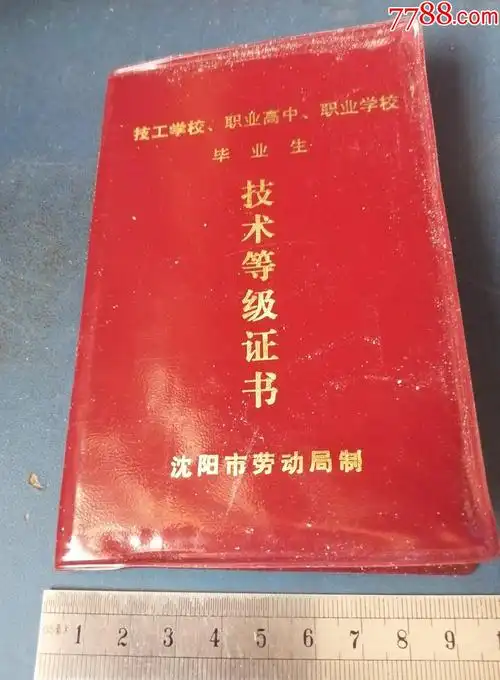 7788.com
技工学校、职业高中、职业学校
毕业生
技术等级证书
沈阳市劳动局制
1 2 3 4 5 6 7 8 9